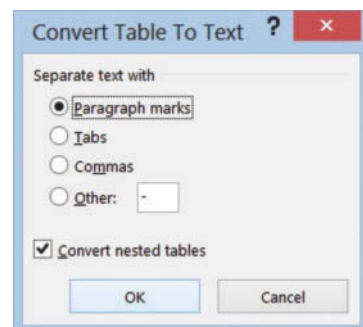 Convert Table To Text ? ×
Separate text with
Paragraph marks
Tabs
Commas
Other: -
Convert nested tables
OK Cancel